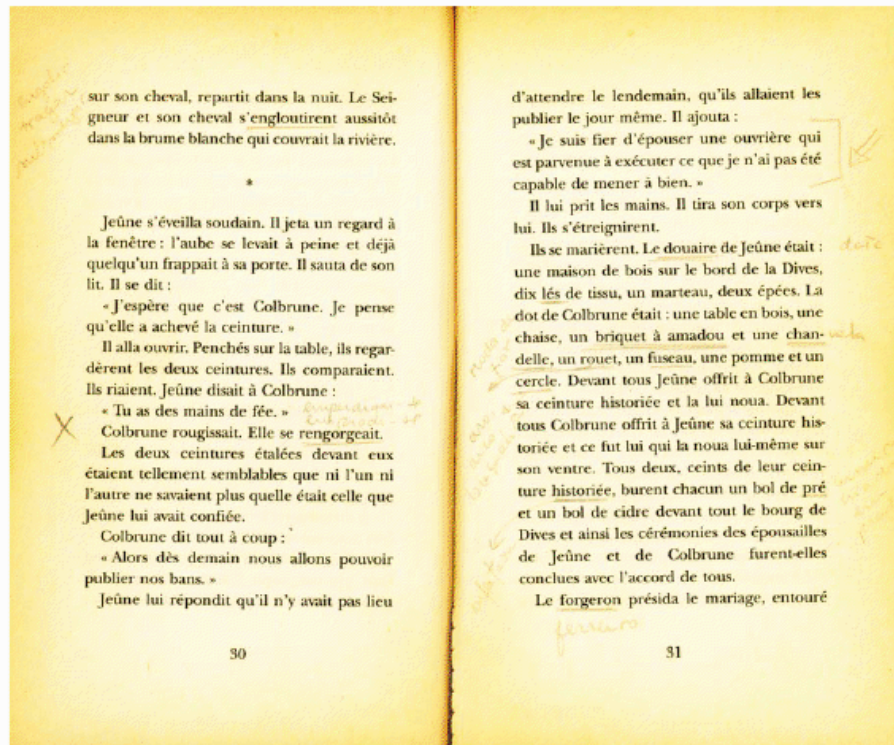 sur son cheval, repartit dans la nuit. Le Sei-
gneur et son cheval s'engloutirent aussitôt
dans la brume blanche qui couvrait la rivière.
*
Jeûne s'éveilla soudain. Il jeta un regard à
la fenêtre : l'aube se levait à peine et déjà
quelqu'un frappait à sa porte. Il sauta de son
lit. Il se dit :
« J'espère que c'est Colbrune. Je pense
qu'elle a achevé la ceinture. »
Il alla ouvrir. Penchés sur la table, ils regar-
dèrent les deux ceintures. Ils comparaient.
Ils riaient. Jeûne disait à Colbrune :
« Tu as des mains de fée. »
X
Colbrune rougissait. Elle se rengorgeait.
Les deux ceintures étalées devant eux
étaient tellement semblables que ni l'un ni
l'autre ne savaient plus quelle était celle que
Jeûne lui avait confiée.
Colbrune dit tout à coup :
« Alors dès demain nous allons pouvoir
publier nos bans. »
Jeûne lui répondit qu'il n'y avait pas lieu
30
d'attendre le lendemain, qu'ils allaient les
publier le jour même. Il ajouta :
« Je suis fier d'épouser une ouvrière qui
est parvenue à exécuter ce que je n'ai pas été
capable de mener à bien. »
Il lui prit les mains. Il tira son corps vers
lui. Ils s'étreignirent.
Ils se marièrent. Le douaire de Jeûne était :
une maison de bois sur le bord de la Dives,
dix lés de tissu, un marteau, deux épées. La
dot de Colbrune était : une table en bois, une
chaise, un briquet à amadou et une chan-
delle, un rouet, un fuseau, une pomme et un
cercle. Devant tous Jeûne offrit à Colbrune
sa ceinture historiée et la lui noua. Devant
tous Colbrune offrit à Jeûne sa ceinture his-
toriée et ce fut lui qui la noua lui-même sur
son ventre. Tous deux, ceints de leur cein-
ture historiée, burent chacun un bol de pré
et un bol de cidre devant tout le bourg de
Dives et ainsi les cérémonies des épousailles
de Jeûne et de Colbrune furent-elles
conclues avec l'accord de tous.
Le forgeron présida le mariage, entouré
ferreiro
31